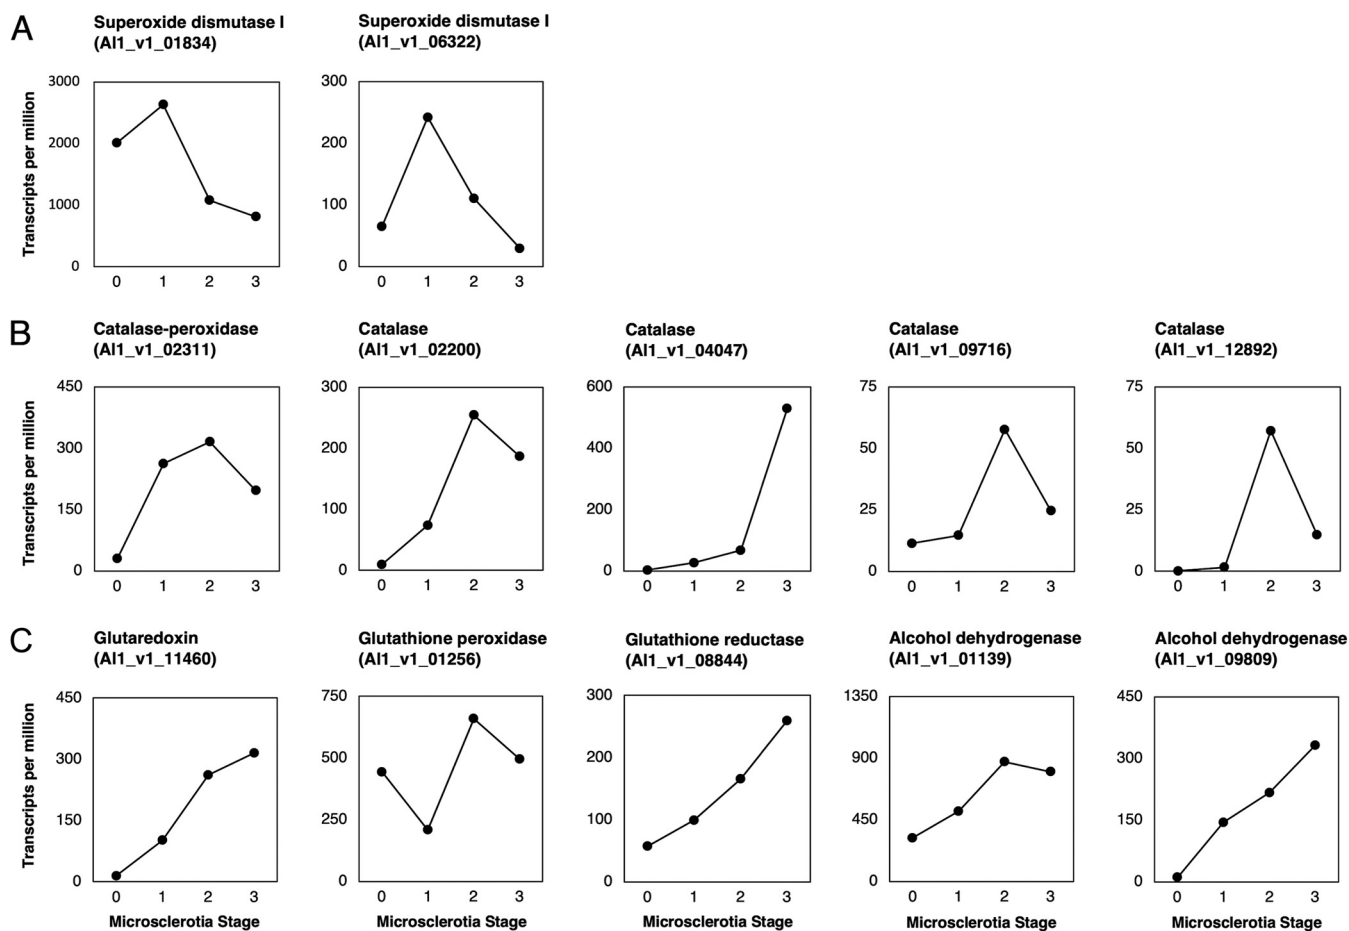 A
Superoxide dismutase I
(Al1_v1_01834)
Superoxide dismutase I
(Al1_v1_06322)
Transcripts per million
3000
2000
1000
0
0 1 2 3
300
200
100
0
0 1 2 3
B
Catalase-peroxidase
(Al1_v1_02311)
Catalase
(Al1_v1_02200)
Catalase
(Al1_v1_04047)
Catalase
(Al1_v1_09716)
Catalase
(Al1_v1_12892)
Transcripts per million
450
300
150
0
0 1 2 3
300
200
100
0
0 1 2 3
600
400
200
0
0 1 2 3
75
50
25
0
0 1 2 3
75
50
25
0
0 1 2 3
C
Glutaredoxin
(Al1_v1_11460)
Glutathione peroxidase
(Al1_v1_01256)
Glutathione reductase
(Al1_v1_08844)
Alcohol dehydrogenase
(Al1_v1_01139)
Alcohol dehydrogenase
(Al1_v1_09809)
Transcripts per million
450
300
150
0
0 1 2 3
Microsclerotia Stage
750
500
250
0
0 1 2 3
Microsclerotia Stage
300
200
100
0
0 1 2 3
Microsclerotia Stage
1350
900
450
0
0 1 2 3
Microsclerotia Stage
450
300
150
0
0 1 2 3
Microsclerotia Stage